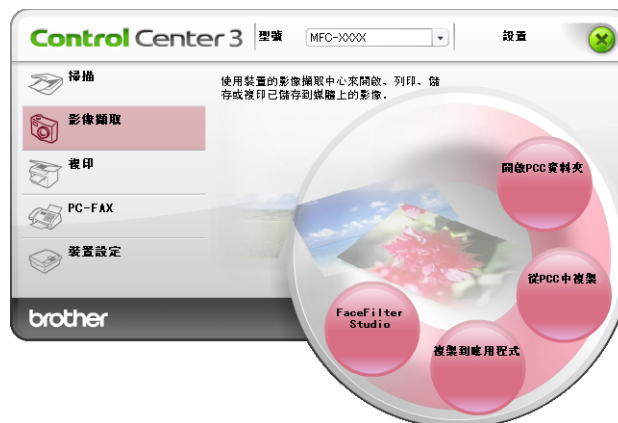 Control Center 3
型號
MFC-XXXX
設置
掃描
影像擷取
複印
PC-FAX
裝置設定
使用裝置的影像擷取中心來開啟、列印、儲
存或複印已儲存到媒體上的影像.
開啟PCC資料夾
從PCC中複製
複製到應用程式
FaceFilter
Studio
brother